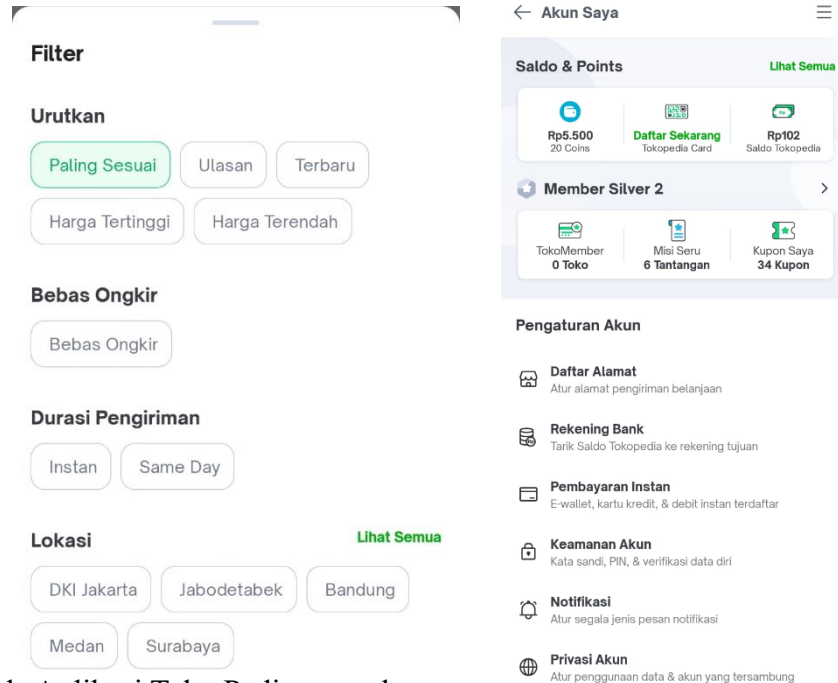 Filter
Urutkan
Paling Sesuai Ulasan Terbaru
Harga Tertinggi Harga Terendah
Bebas Ongkir
Bebas Ongkir
Durasi Pengiriman
Instan Same Day
Lokasi Lihat Semua
DKI Jakarta Jabodetabek Bandung
Medan Surabaya
Akun Saya
Saldo & Points Lihat Semua
Rp5.500 Daftar Sekarang Rp102
20 Coins Tokopedia Card Saldo Tokopedia
Member Silver 2
TokoMember Misi Seru Kupon Saya
0 Toko 6 Tantangan 34 Kupon
Pengaturan Akun
Daftar Alamat
Atur alamat pengiriman belanjaan
Rekening Bank
Tarik Saldo Tokopedia ke rekening tujuan
Pembayaran Instan
E-wallet, kartu kredit, & debit instan terdaftar
Keamanan Akun
Kata sandi, PIN, & verifikasi data diri
Notifikasi
Atur segala jenis pesan notifikasi
Privasi Akun
Atur penggunaan data & akun yang tersambung